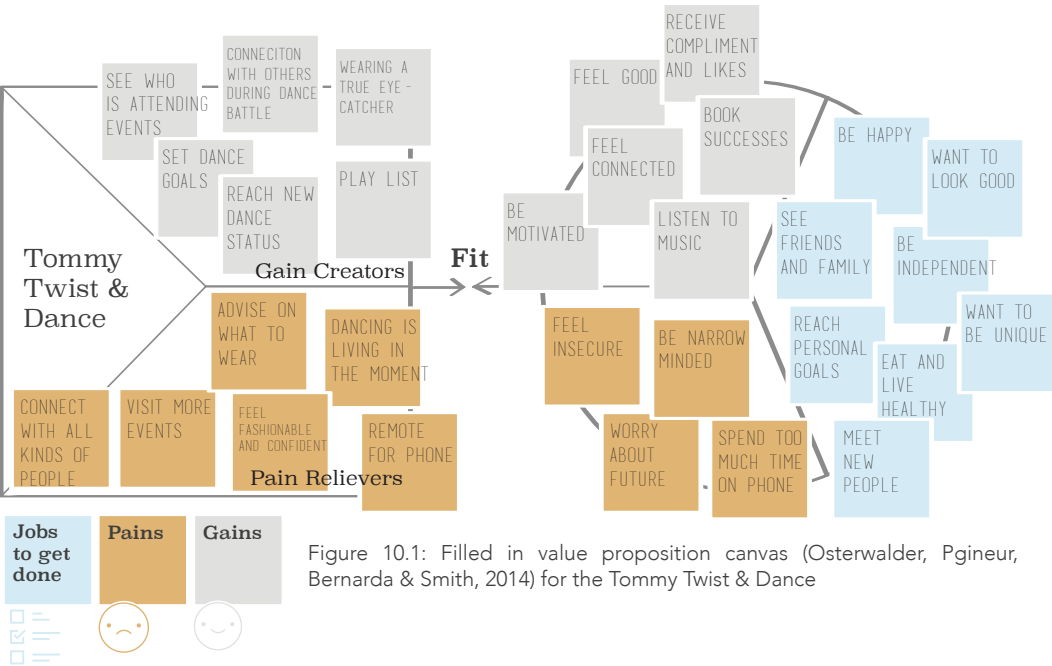 SEE WHO
IS ATTENDING
EVENTS
CONNECITON
WITH OTHERS
DURING DANCE
BATTLE
WEARING A
TRUE EYE -
CATCHER
SET DANCE
GOALS
REACH NEW
DANCE
STATUS
PLAY LIST
Gain Creators
Tommy
Twist &
Dance
ADVISE ON
WHAT TO
WEAR
DANCING IS
LIVING IN
THE MOMENT
CONNECT
WITH ALL
KINDS OF
PEOPLE
VISIT MORE
EVENTS
FEEL
FASHIONABLE
AND CONFIDENT
REMOTE
FOR PHONE
Pain Relievers
Fit
RECEIVE
COMPLIMENT
AND LIKES
FEEL GOOD
BOOK
SUCCESSES
FEEL
CONNECTED
BE
MOTIVATED
LISTEN TO
MUSIC
BE HAPPY
WANT TO
LOOK GOOD
SEE
FRIENDS
AND FAMILY
BE
INDEPENDENT
WANT TO
BE UNIQUE
REACH
PERSONAL
GOALS
EAT AND
LIVE
HEALTHY
MEET
NEW
PEOPLE
FEEL
INSECURE
BE NARROW
MINDED
WORRY
ABOUT
FUTURE
SPEND TOO
MUCH TIME
ON PHONE
Jobs
to get
done
Pains
Gains
Figure 10.1: Filled in value proposition canvas (Osterwalder, Pgineur,
Bernarda & Smith, 2014) for the Tommy Twist & Dance